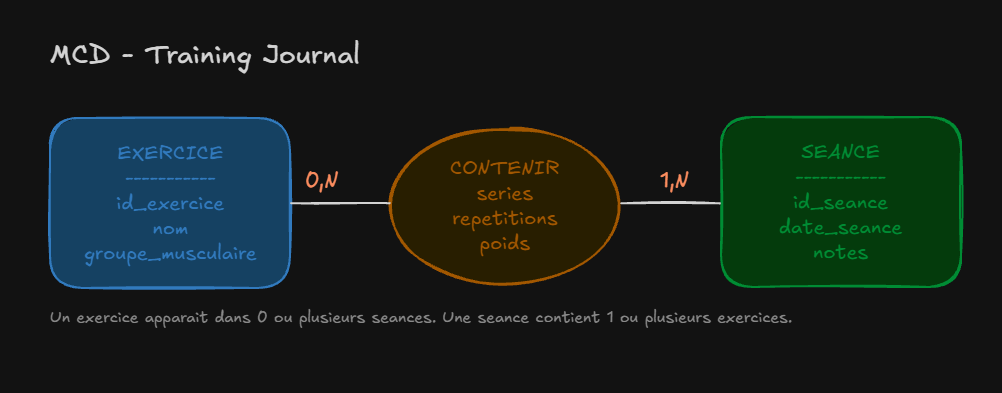 MCD - Training Journal
EXERCICE
-----------
id_exercice
nom
groupe_musculaire
0,N
CONTENIR
series
repetitions
poids
1,N
SEANCE
-----------
id_seance
date_seance
notes
Un exercice apparait dans 0 ou plusieurs seances. Une seance contient 1 ou plusieurs exercices.